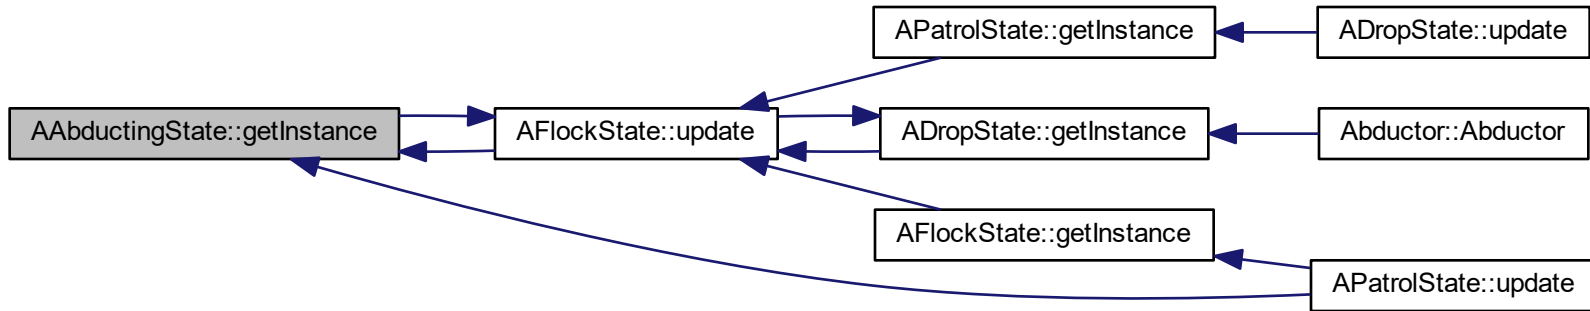 APatrolState::getInstance
ADropState::update
AAbductingState::getInstance
AFlockState::update
ADropState::getInstance
Abductor::Abductor
AFlockState::getInstance
APatrolState::update